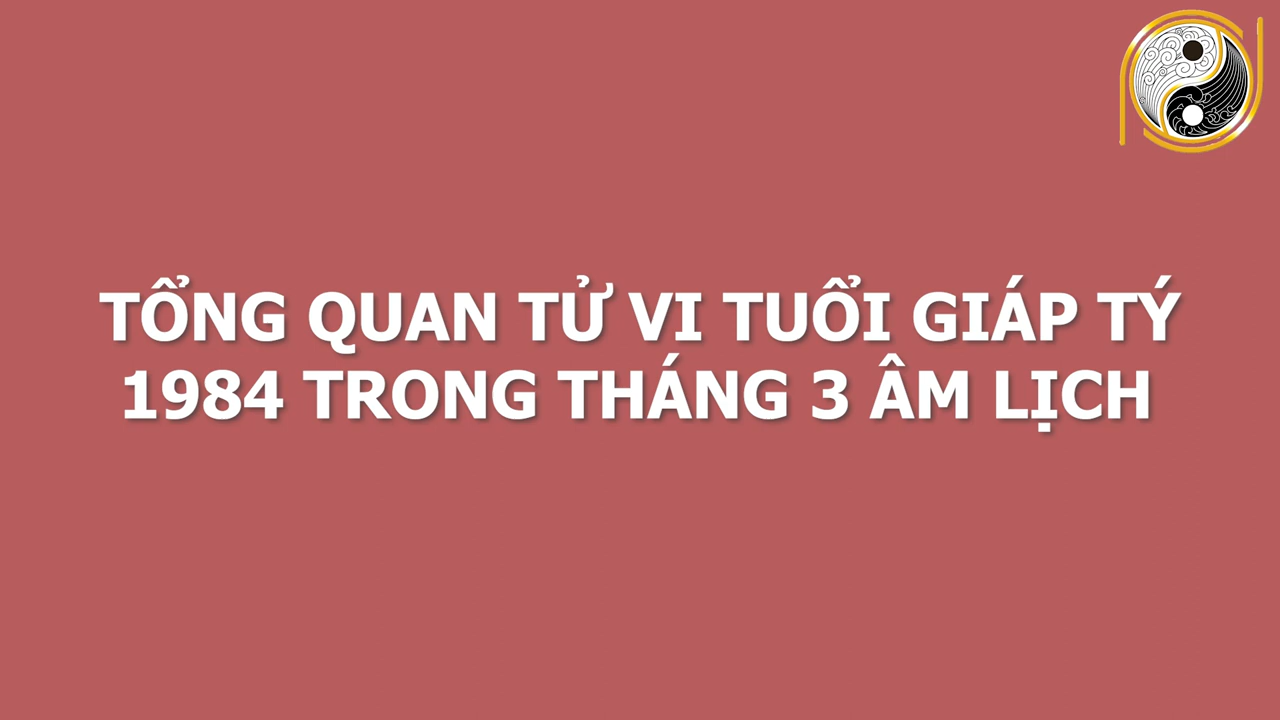 TỔNG QUAN TỬ VI TUỔI GIÁP TÝ
1984 TRONG THÁNG 3 ÂM LỊCH